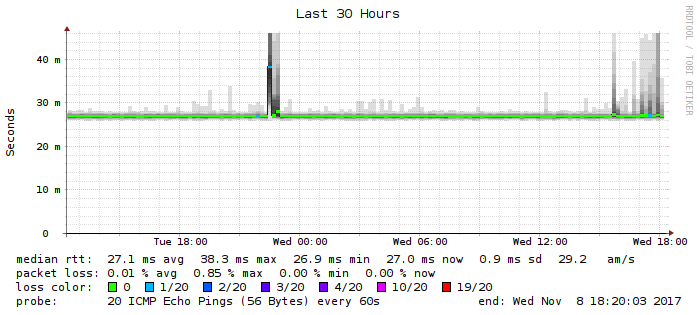 Last 30 Hours
RRDTOOL / TOBI OETIKER
Seconds
40 m
30 m
20 m
10 m
0
Tue 18:00 Wed 00:00 Wed 06:00 Wed 12:00 Wed 18:00
median rtt: 27.1 ms avg 38.3 ms max 26.9 ms min 27.0 ms now 0.9 ms sd 29.2 am/s
packet loss: 0.01 % avg 0.85 % max 0.00 % min 0.00 % now
loss color: 0 1/20 2/20 3/20 4/20 10/20 19/20
probe: 20 ICMP Echo Pings (56 Bytes) every 60s end: Wed Nov 8 18:20:03 2017